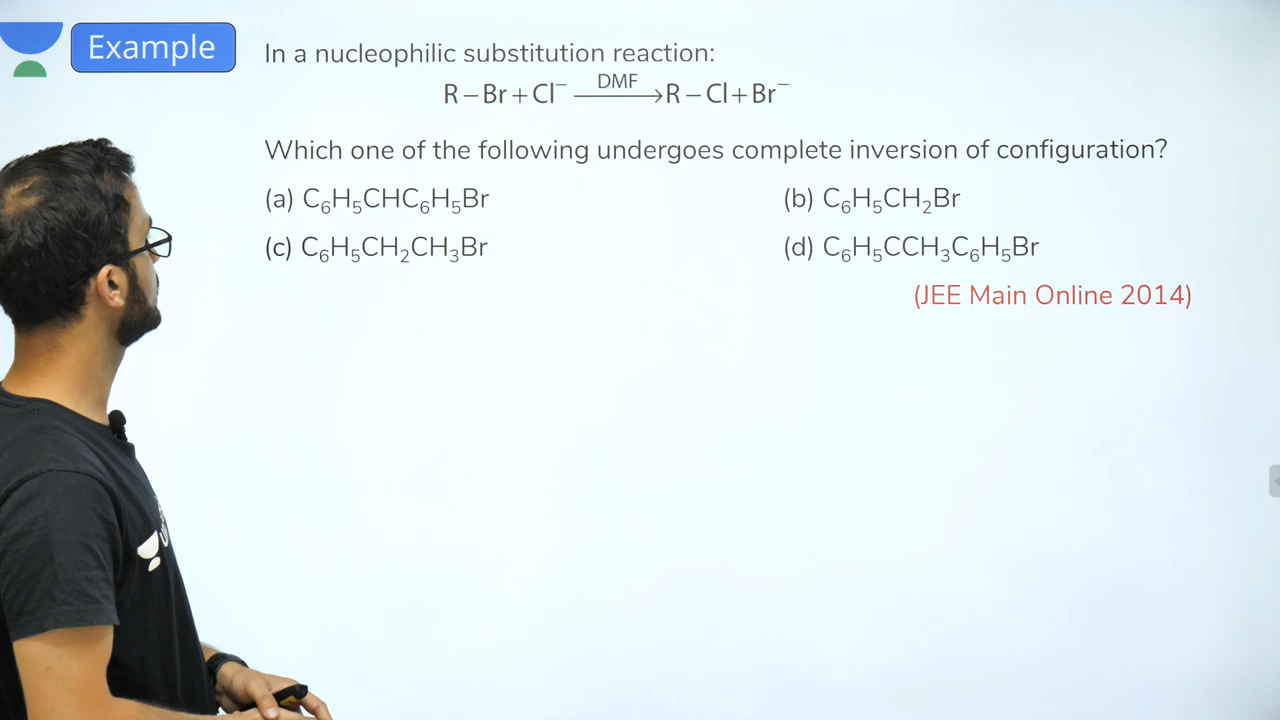 Example
In a nucleophilic substitution reaction:
R – Br + Cl⁻ —DMF→ R – Cl + Br⁻
Which one of the following undergoes complete inversion of configuration?
(a) C₆H₅CHC₆H₅Br (b) C₆H₅CH₂Br
(c) C₆H₅CH₂CH₃Br (d) C₆H₅CCH₃C₆H₅Br
(JEE Main Online 2014)